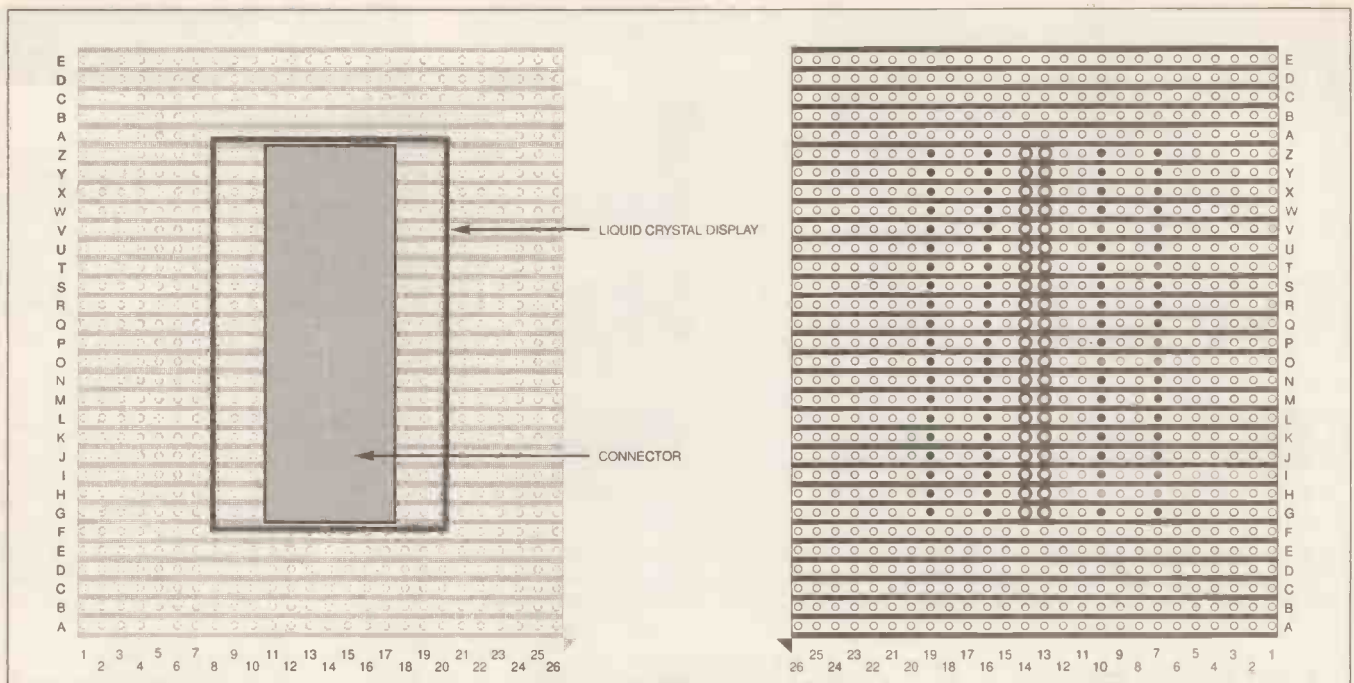 E
D
C
B
A
Z
Y
X
W
V
U
T
S
R
Q
P
O
N
M
L
K
J
I
H
G
F
E
D
C
B
A
1 2 3 4 5 6 7 8 9 10 11 12 13 14 15 16 17 18 19 20 21 22 23 24 25 26
LIQUID CRYSTAL DISPLAY
CONNECTOR
E
D
C
B
A
Z
Y
X
W
V
U
T
S
R
Q
P
O
N
M
L
K
J
I
H
G
F
E
D
C
B
A
26 25 24 23 22 21 20 19 18 17 16 15 14 13 12 11 10 9 8 7 6 5 4 3 2 1